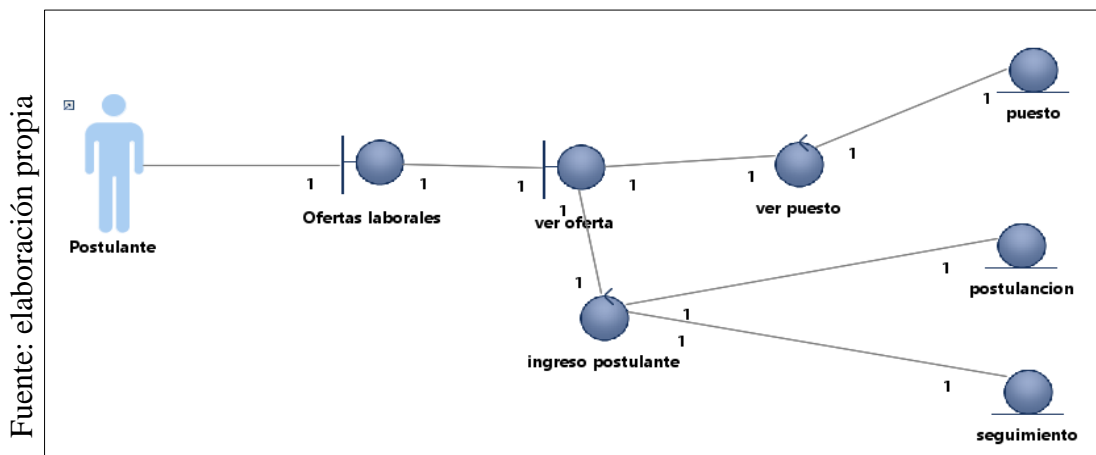 Fuente: elaboración propia
Postulante
1
Ofertas laborales
1
1
ver oferta
1
1
1
ver puesto
1
1
puesto
1
ingreso postulante
1
1
1
postulancion
1
seguimiento